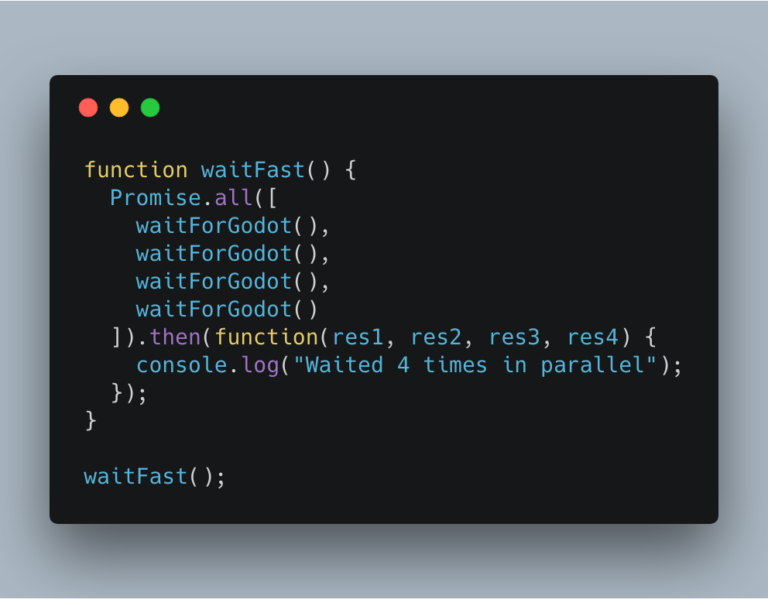 function waitFast() {
  Promise.all([
    waitForGodot(),
    waitForGodot(),
    waitForGodot(),
    waitForGodot()
  ]).then(function(res1, res2, res3, res4) {
    console.log("Waited 4 times in parallel");
  });
}

waitFast();